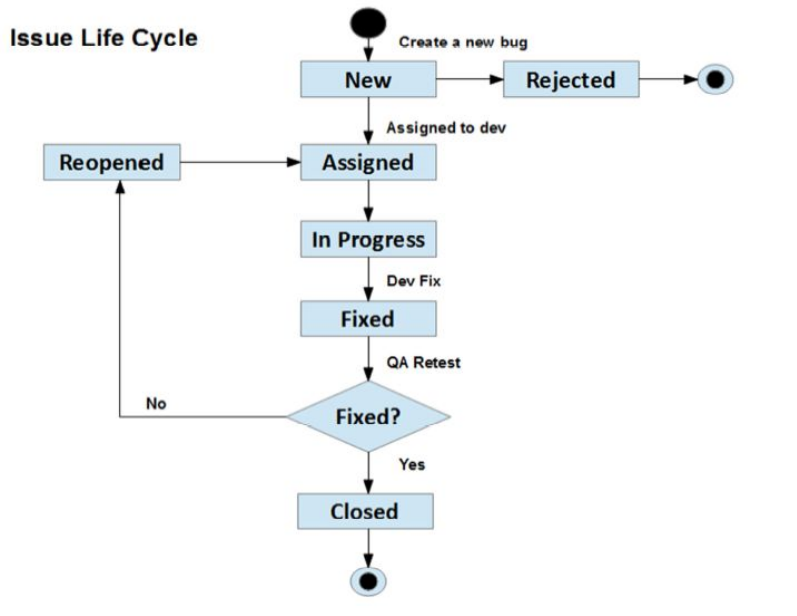 Issue Life Cycle
Create a new bug
New
Rejected
Assigned to dev
Reopened
Assigned
In Progress
Dev Fix
Fixed
QA Retest
No
Fixed?
Yes
Closed